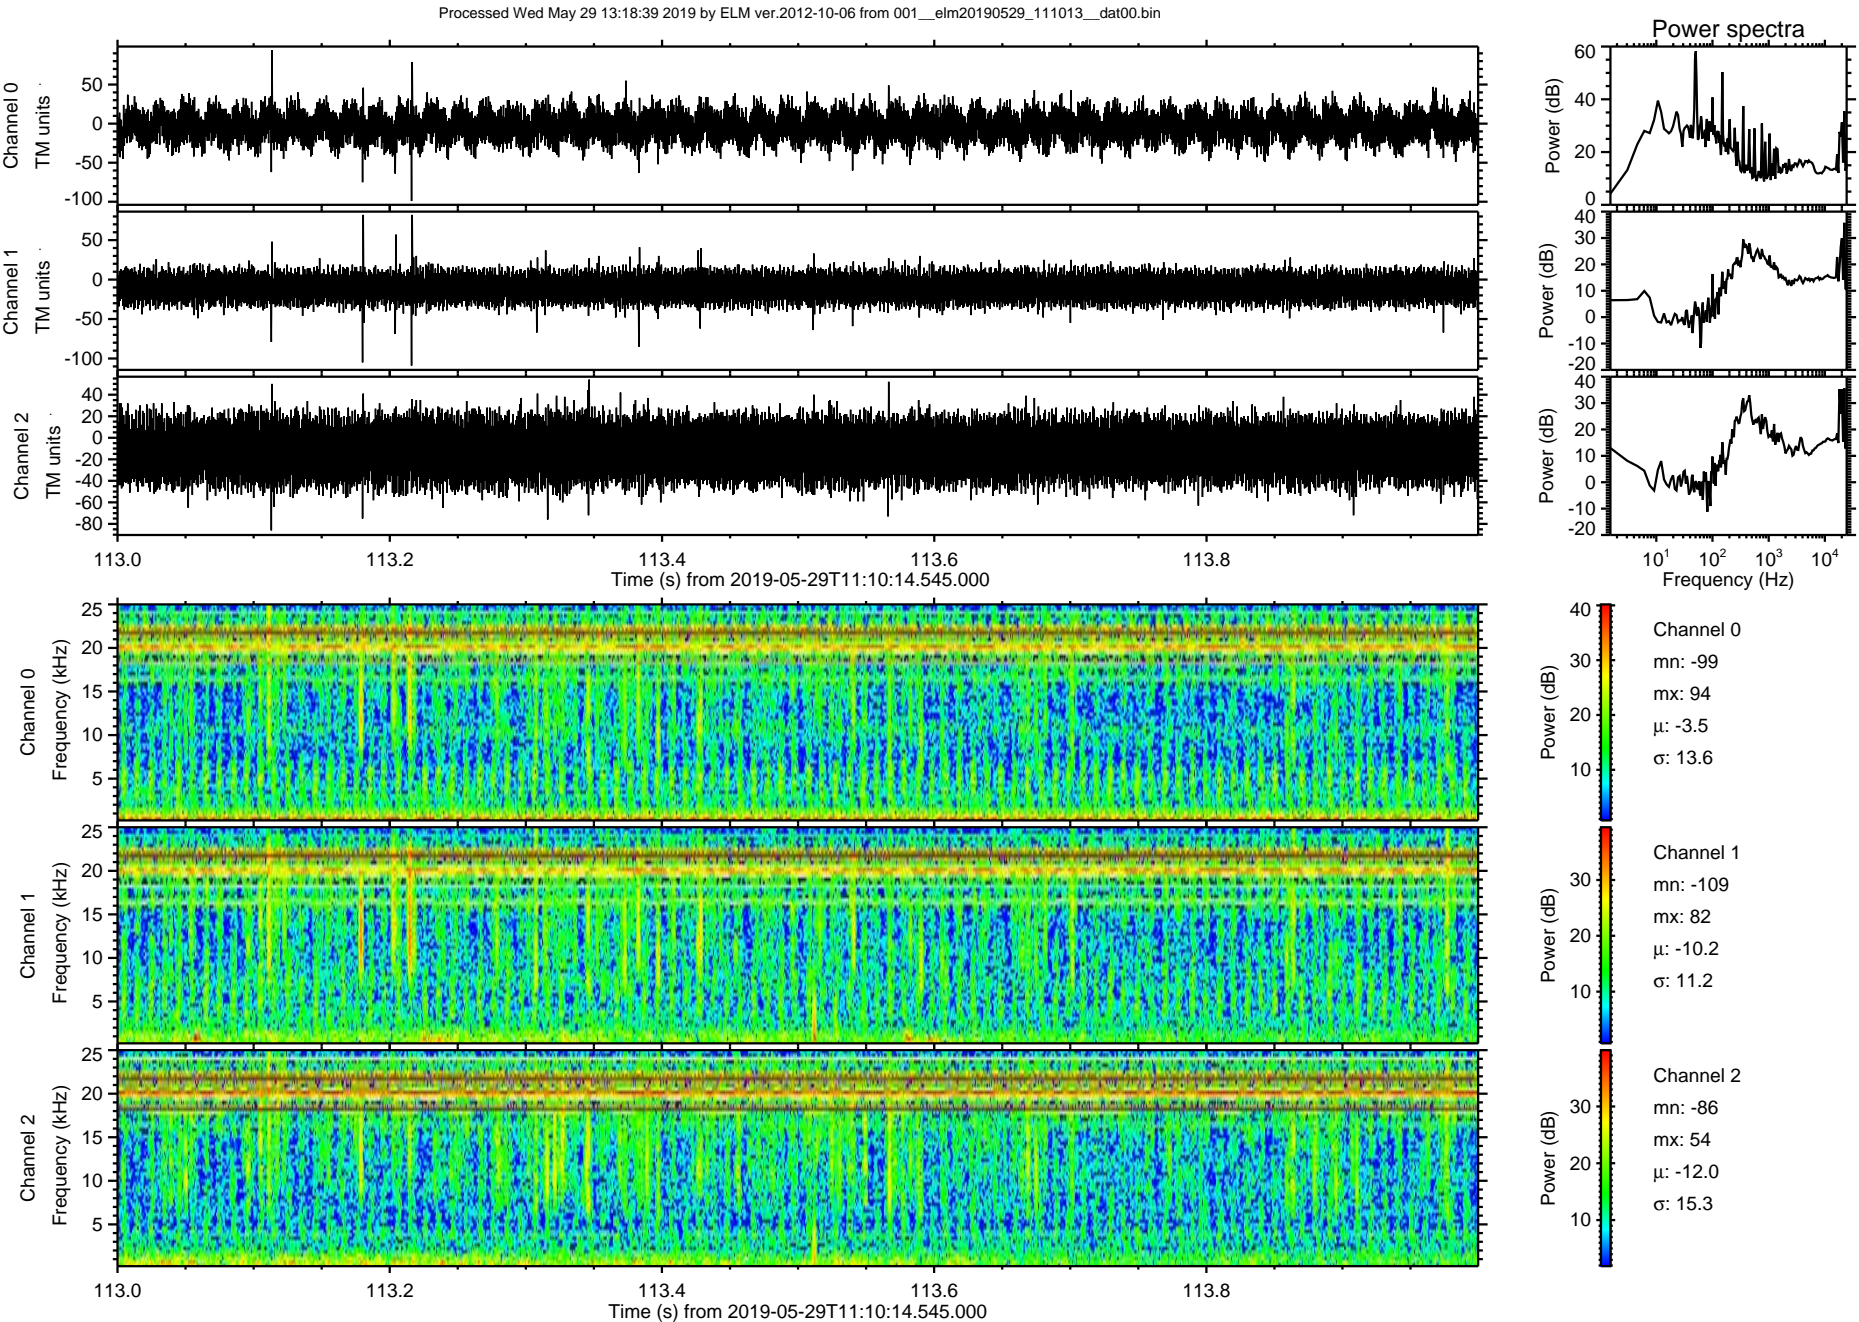 Processed Wed May 29 13:18:39 2019 by ELM ver.2012-10-06 from 001__elm20190529_111013__dat00.bin
Power spectra
Channel 0
TM units
50
0
-50
-100
Power (dB)
60
40
20
0
Channel 1
TM units
50
0
-50
-100
Power (dB)
40
30
20
10
0
-10
-20
Channel 2
TM units
40
20
0
-20
-40
-60
-80
Power (dB)
40
30
20
10
0
-10
-20
113.0 113.2 113.4 113.6 113.8
Time (s) from 2019-05-29T11:10:14.545.000
10^1 10^2 10^3 10^4
Frequency (Hz)
Channel 0
Frequency (kHz)
25
20
15
10
5
Power (dB)
40
30
20
10
Channel 0
mn: -99
mx: 94
μ: -3.5
σ: 13.6
Channel 1
Frequency (kHz)
25
20
15
10
5
Power (dB)
30
20
10
Channel 1
mn: -109
mx: 82
μ: -10.2
σ: 11.2
Channel 2
Frequency (kHz)
25
20
15
10
5
Power (dB)
30
20
10
Channel 2
mn: -86
mx: 54
μ: -12.0
σ: 15.3
113.0 113.2 113.4 113.6 113.8
Time (s) from 2019-05-29T11:10:14.545.000